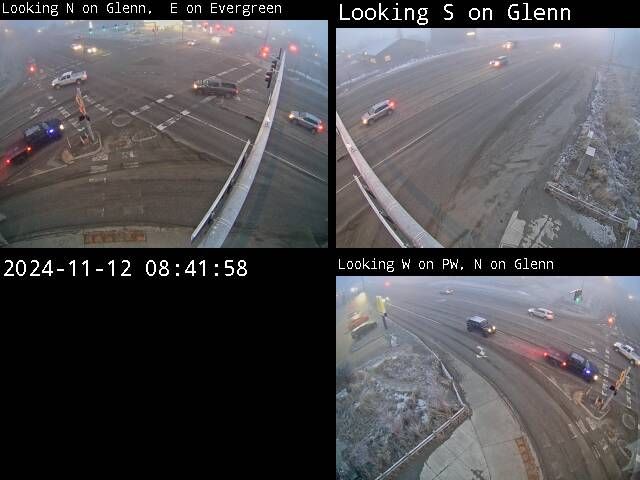 Looking N on Glenn,  E on Evergreen
Looking S on Glenn
2024-11-12 08:41:58
Looking W on PW, N on Glenn